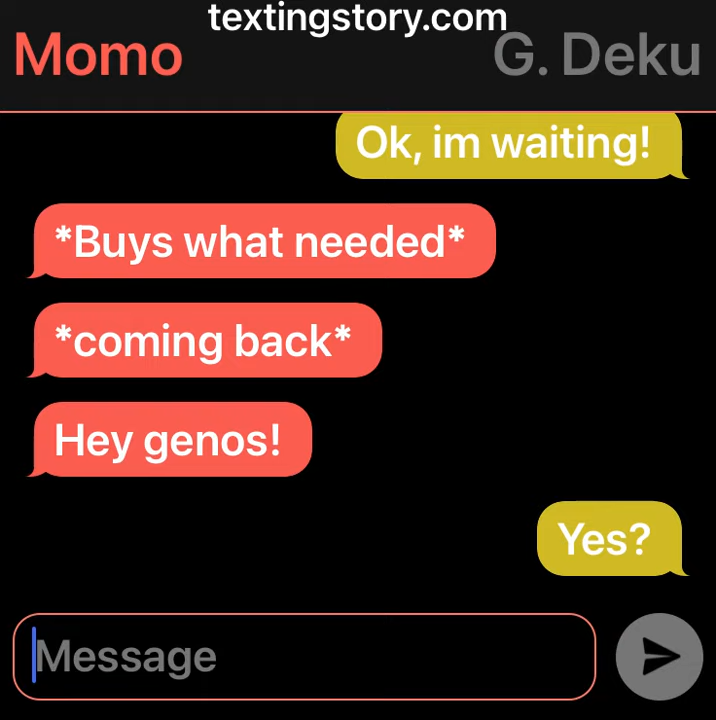 textingstory.com
Momo
G. Deku
Ok, im waiting!
*Buys what needed*
*coming back*
Hey genos!
Yes?
Message